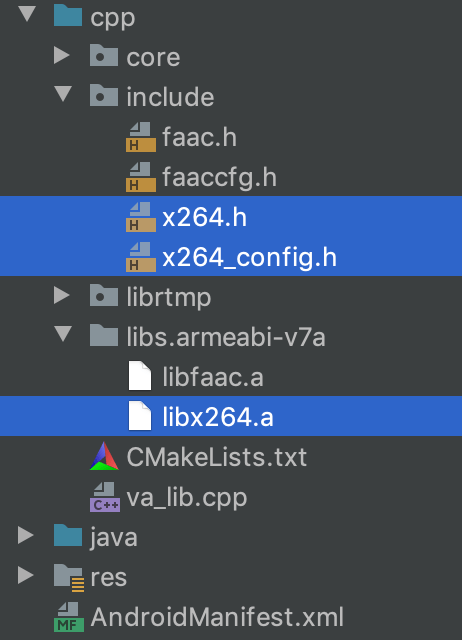 cpp
core
include
H faac.h
H faaccfg.h
H x264.h
H x264_config.h
librtmp
libs.armeabi-v7a
libfaac.a
libx264.a
CMakeLists.txt
C++ va_lib.cpp
java
res
MF AndroidManifest.xml